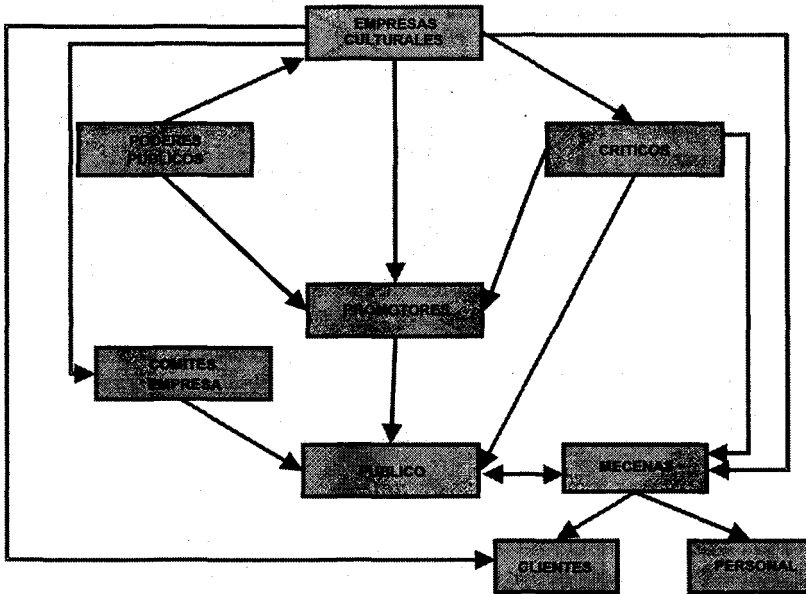 EMPRESAS
CULTURALES
PODERES
PUBLICOS
CRITICOS
PROMOTORES
COMITES
EMPRESA
PUBLICO
MECENAS
CLIENTES
PERSONAL